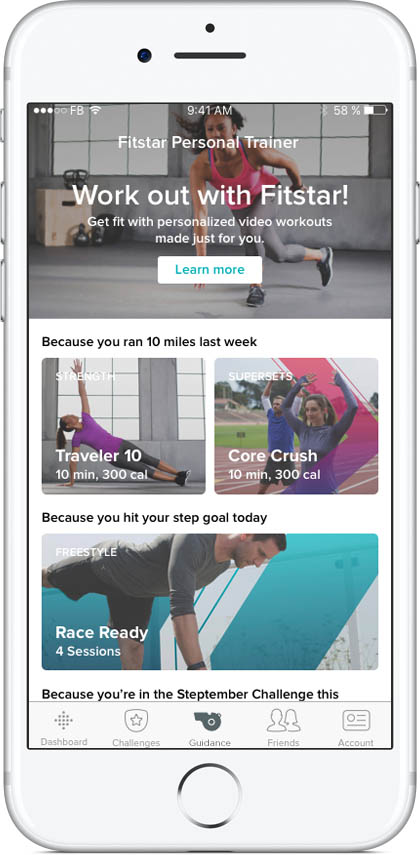 FB 9:41 AM 58 %
Fitstar Personal Trainer
Work out with Fitstar!
Get fit with personalized video workouts
made just for you.
Learn more
Because you ran 10 miles last week
STRENGTH
Traveler 10
10 min, 300 cal
SUPERSETS
Core Crush
10 min, 300 cal
Because you hit your step goal today
FREESTYLE
Race Ready
4 Sessions
Because you’re in the Steptember Challenge this
Dashboard Challenges Guidance Friends Account